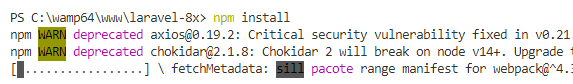 PS C:\wamp64\www\laravel-8x> npm install
npm WARN deprecated axios@0.19.2: Critical security vulnerability fixed in v0.21
npm WARN deprecated chokidar@2.1.8: Chokidar 2 will break on node v14+. Upgrade t
[ ................] \ fetchMetadata: sill pacote range manifest for webpack@^4.3